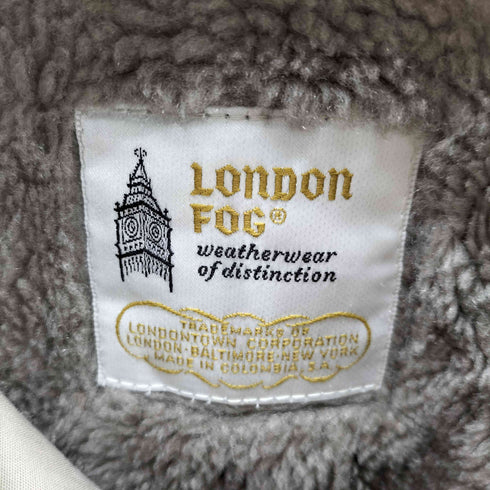 LONDON
FOG®
weatherwear
of distinction
TRADEMARKS OF
LONDONTOWN CORPORATION
LONDON·BALTIMORE·NEW YORK
MADE IN COLOMBIA, S.A.